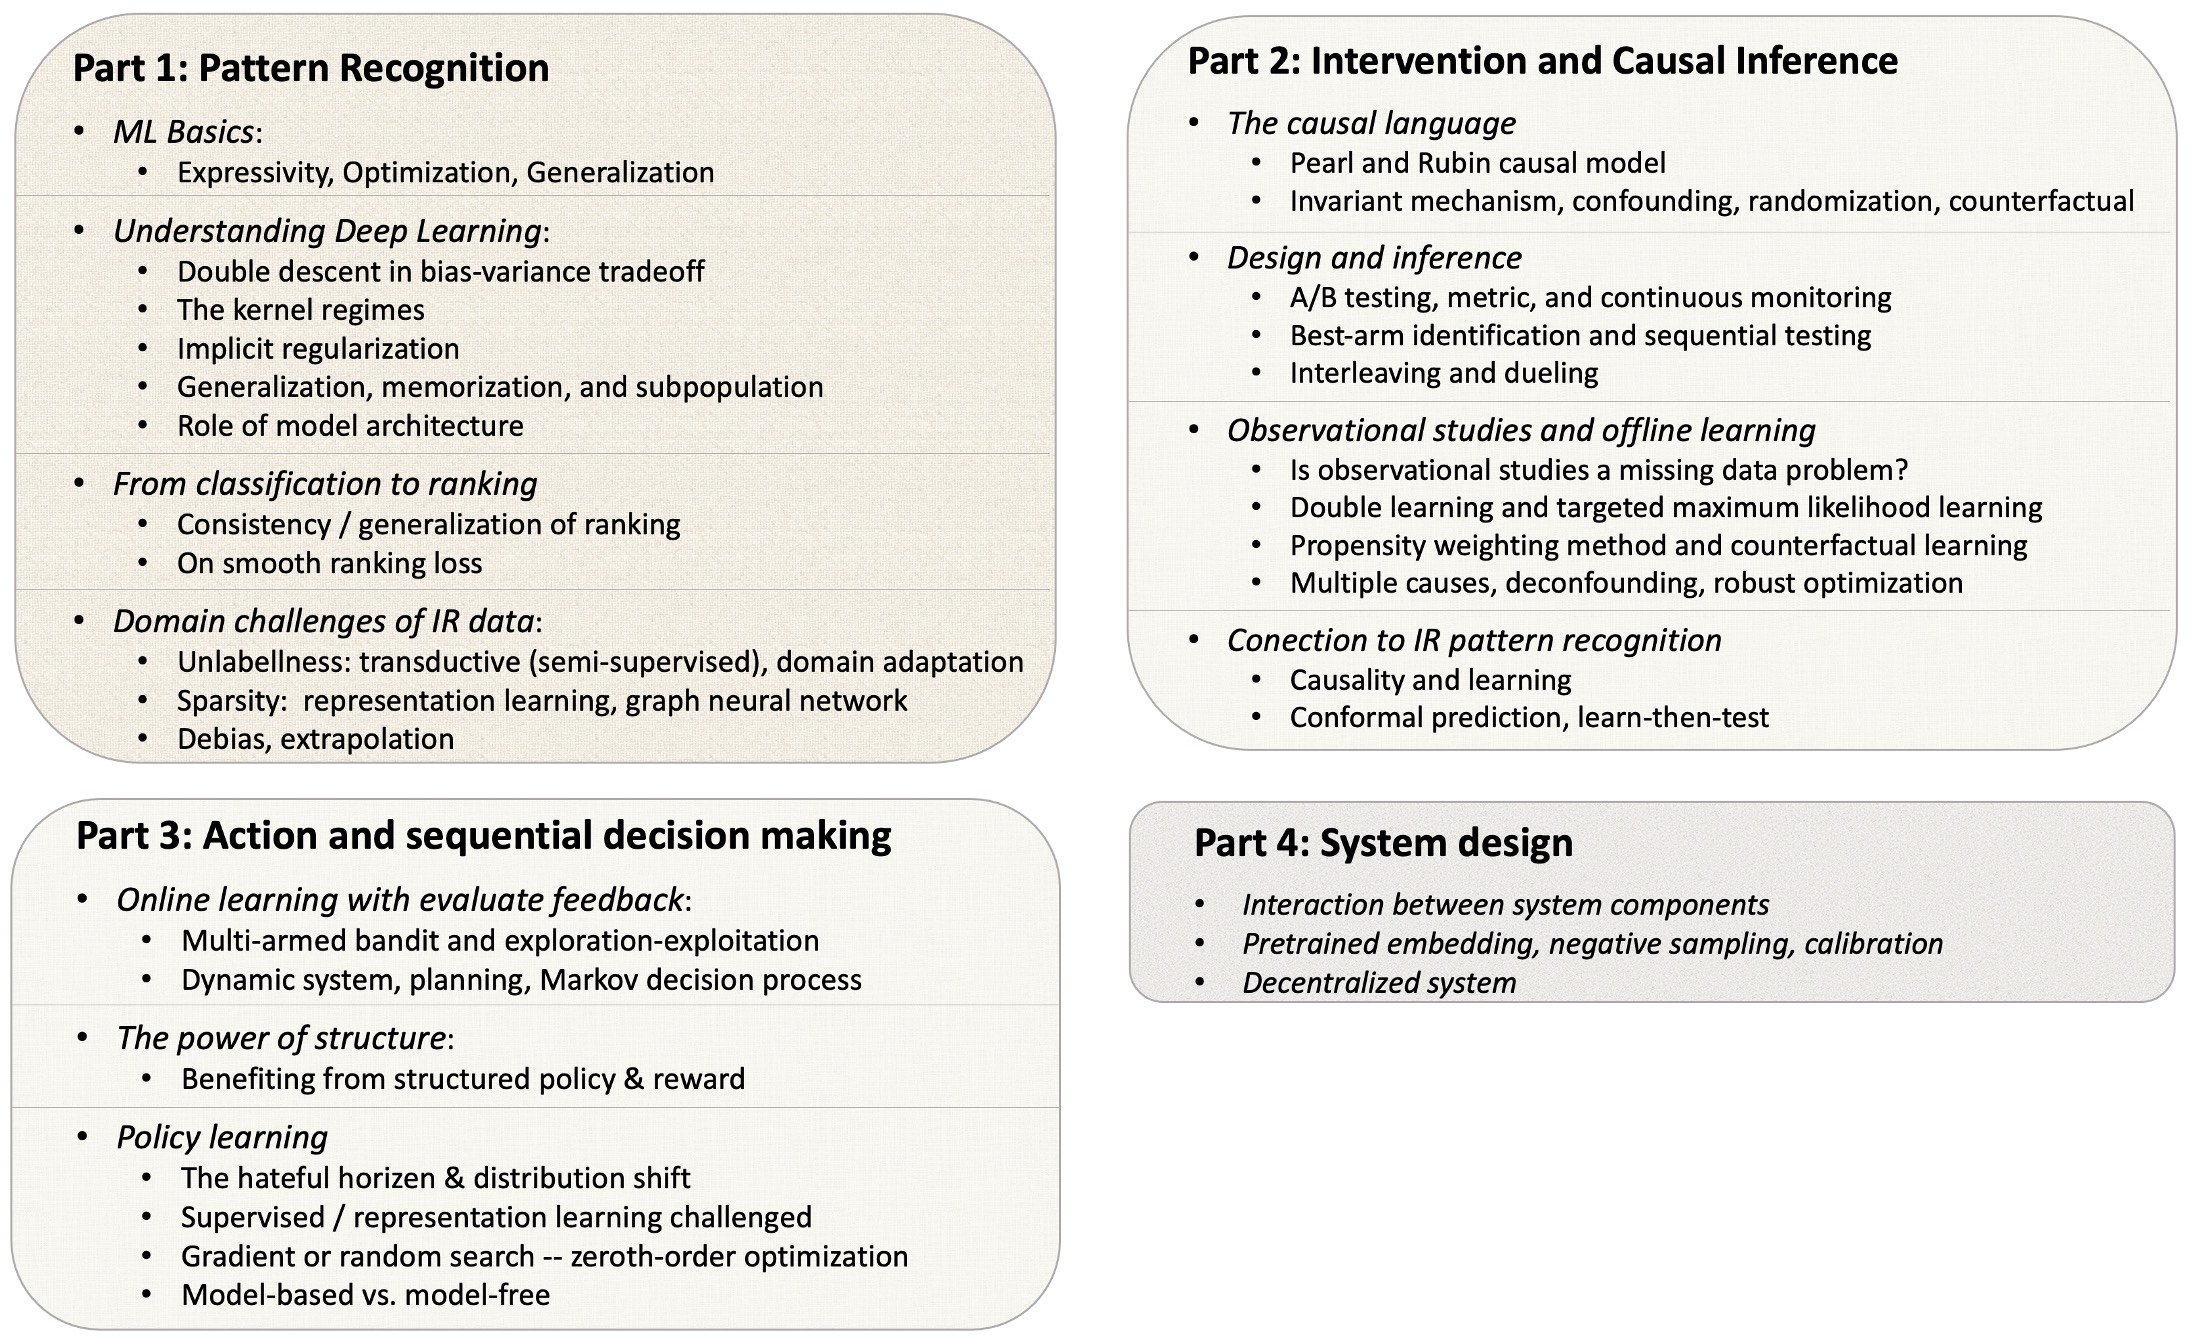 Part 1: Pattern Recognition
• ML Basics:
• Expressivity, Optimization, Generalization
• Understanding Deep Learning:
• Double descent in bias-variance tradeoff
• The kernel regimes
• Implicit regularization
• Generalization, memorization, and subpopulation
• Role of model architecture
• From classification to ranking
• Consistency / generalization of ranking
• On smooth ranking loss
• Domain challenges of IR data:
• Unlabellness: transductive (semi-supervised), domain adaptation
• Sparsity:  representation learning, graph neural network
• Debias, extrapolation
Part 2: Intervention and Causal Inference
• The causal language
• Pearl and Rubin causal model
• Invariant mechanism, confounding, randomization, counterfactual
• Design and inference
• A/B testing, metric, and continuous monitoring
• Best-arm identification and sequential testing
• Interleaving and dueling
• Observational studies and offline learning
• Is observational studies a missing data problem?
• Double learning and targeted maximum likelihood learning
• Propensity weighting method and counterfactual learning
• Multiple causes, deconfounding, robust optimization
• Conection to IR pattern recognition
• Causality and learning
• Conformal prediction, learn-then-test
Part 3: Action and sequential decision making
• Online learning with evaluate feedback:
• Multi-armed bandit and exploration-exploitation
• Dynamic system, planning, Markov decision process
• The power of structure:
• Benefiting from structured policy & reward
• Policy learning
• The hateful horizen & distribution shift
• Supervised / representation learning challenged
• Gradient or random search -- zeroth-order optimization
• Model-based vs. model-free
Part 4: System design
• Interaction between system components
• Pretrained embedding, negative sampling, calibration
• Decentralized system